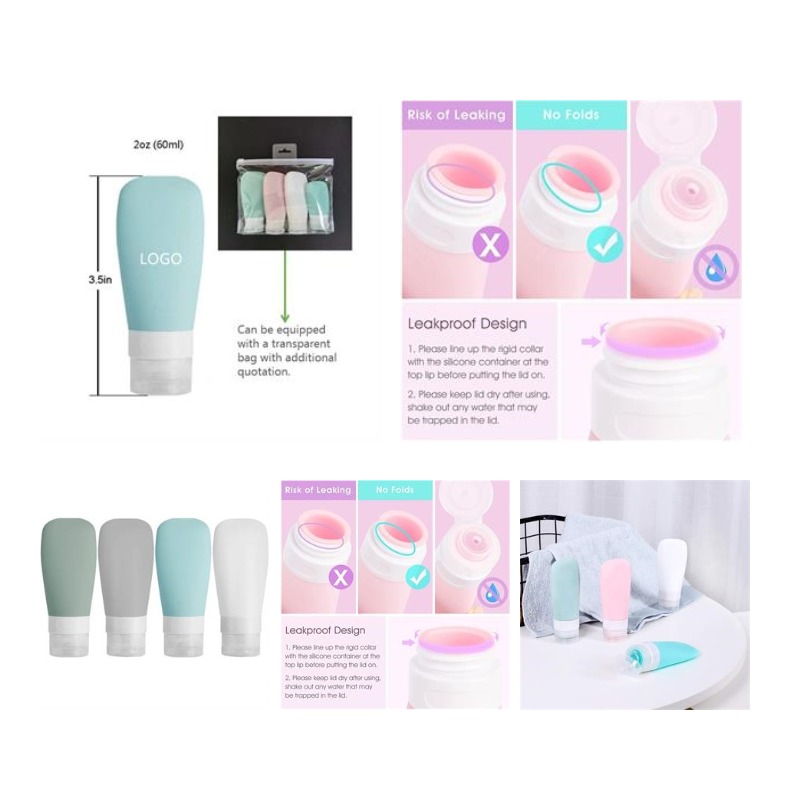 2oz (60ml)
LOGO
3.5in
Can be equipped
with a transparent
bag with additional
quotation.
Risk of Leaking
No Folds
Leakproof Design
1. Please line up the rigid collar
with the silicone container at the
top lip before putting the lid on.
2. Please keep lid dry after using,
shake out any water that may
be trapped in the lid.
Risk of Leaking
No Folds
Leakproof Design
1. Please line up the rigid collar
with the silicone container at the
top lip before putting the lid on.
2. Please keep lid dry after using,
shake out any water that may
be trapped in the lid.